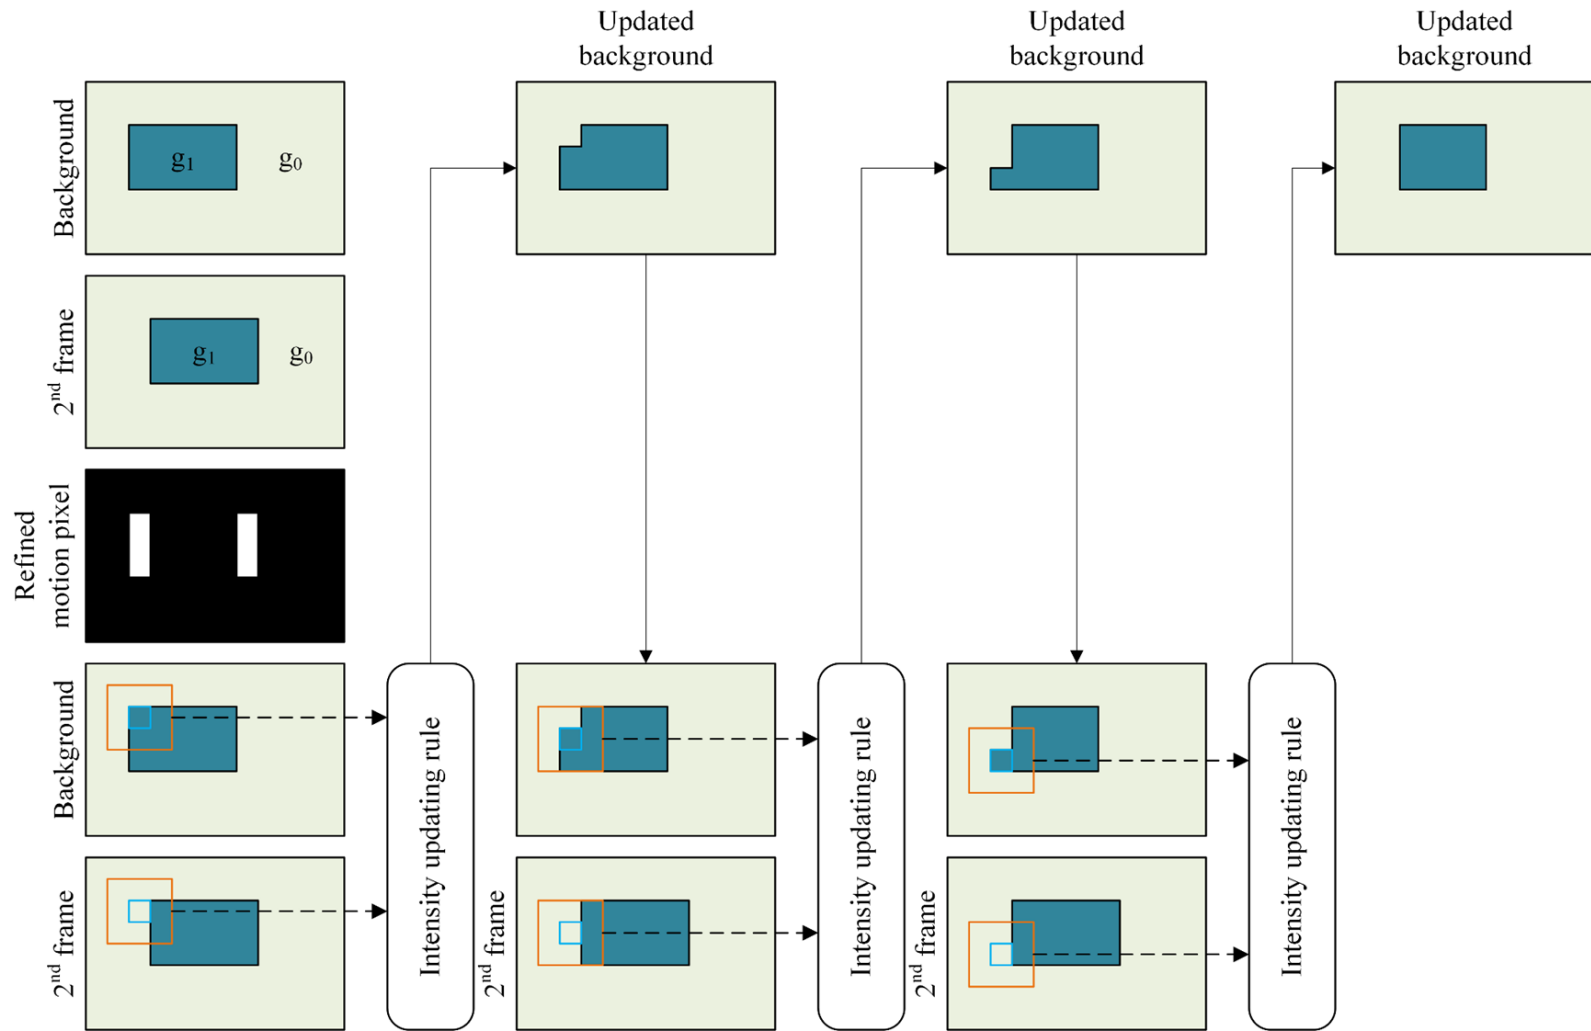 Updated
background
Updated
background
Updated
background
Background
g₁
g₀
2ⁿᵈ frame
g₁
g₀
Refined
motion pixel
Background
2ⁿᵈ frame
Intensity updating rule
2ⁿᵈ frame
Intensity updating rule
2ⁿᵈ frame
Intensity updating rule